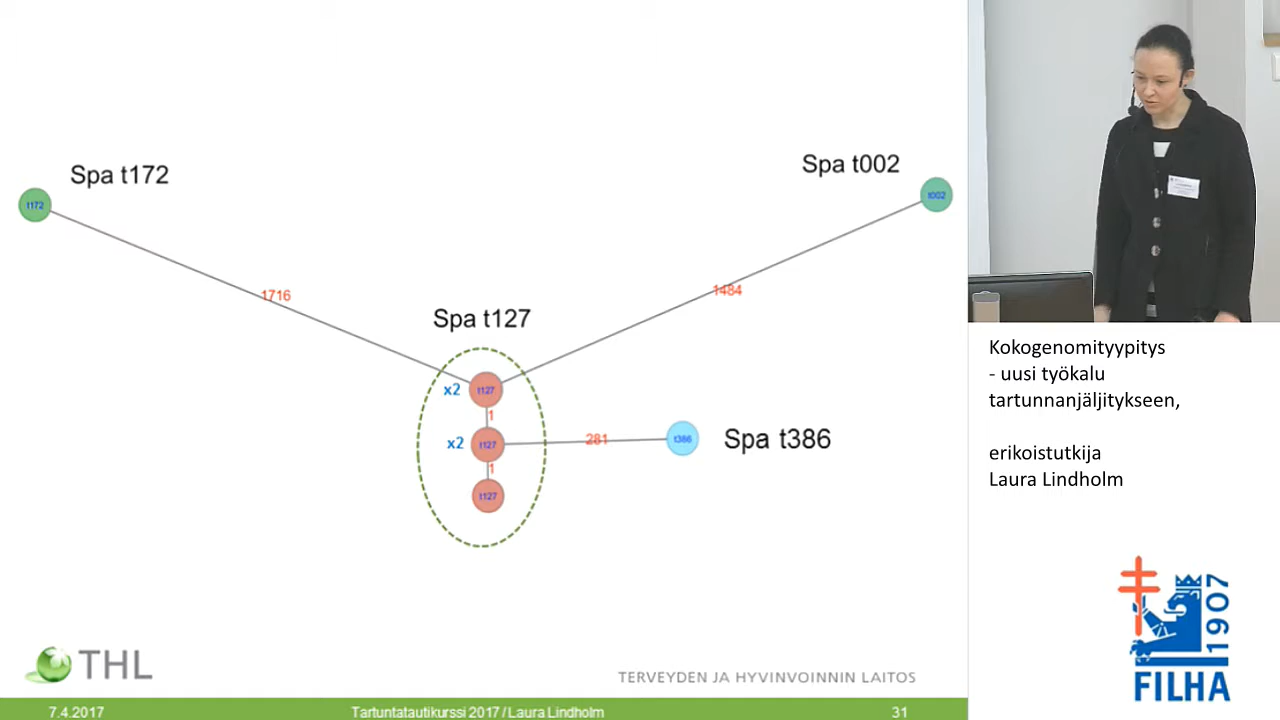 Spa t172
Spa t002
t172
t002
1716
1484
Spa t127
x2
t127
1
x2
t127
281
t386
Spa t386
1
t127
THL
TERVEYDEN JA HYVINVOINNIN LAITOS
7.4.2017
Tartuntatautikurssi 2017 / Laura Lindholm
31
Kokogenomityypitys
- uusi työkalu
tartunnanjäljitykseen,
erikoistutkija
Laura Lindholm
1907
FILHA